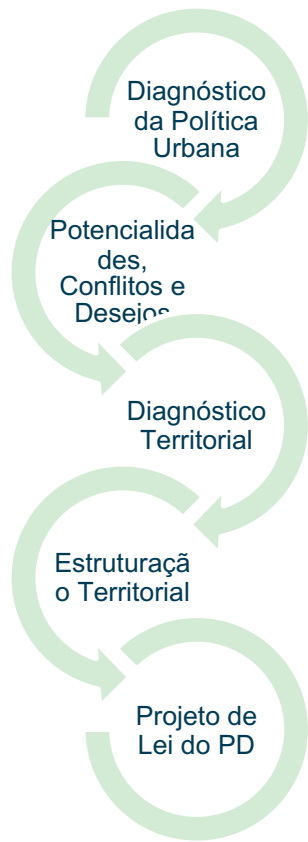 Diagnóstico
da Política
Urbana
Potencialida
des,
Conflitos e
Desejos
Diagnóstico
Territorial
Estruturaçã
o Territorial
Projeto de
Lei do PD